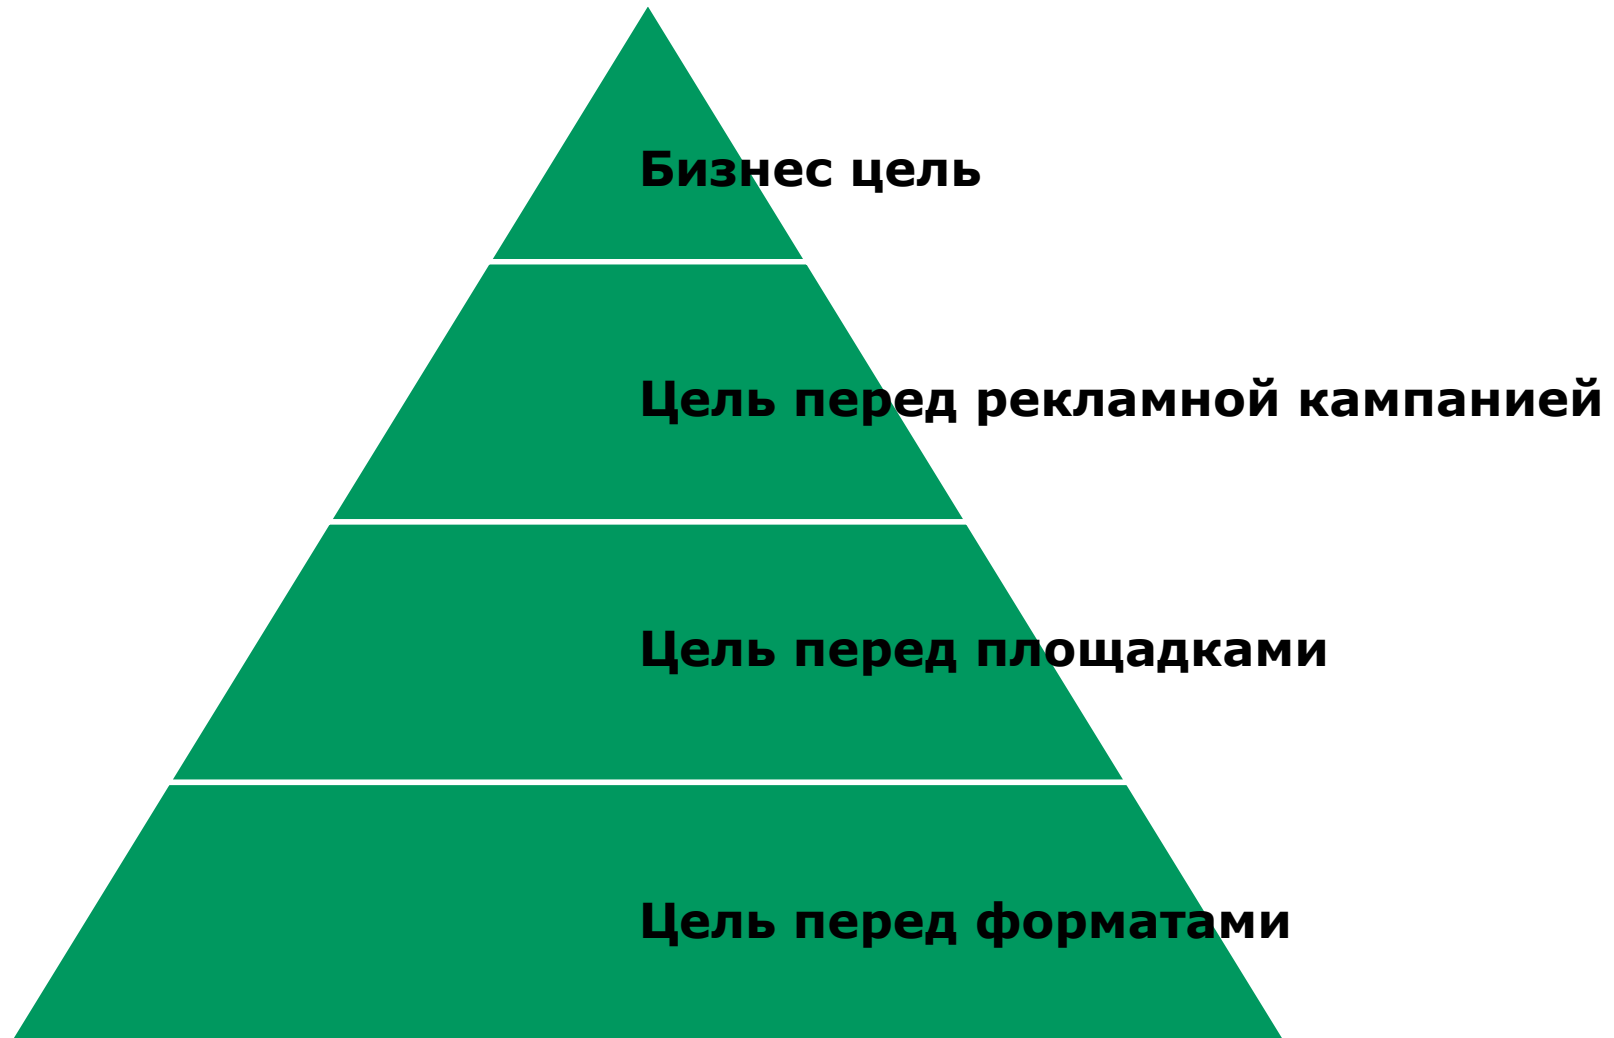 Бизнес цель
Цель перед рекламной кампанией
Цель перед площадками
Цель перед форматами